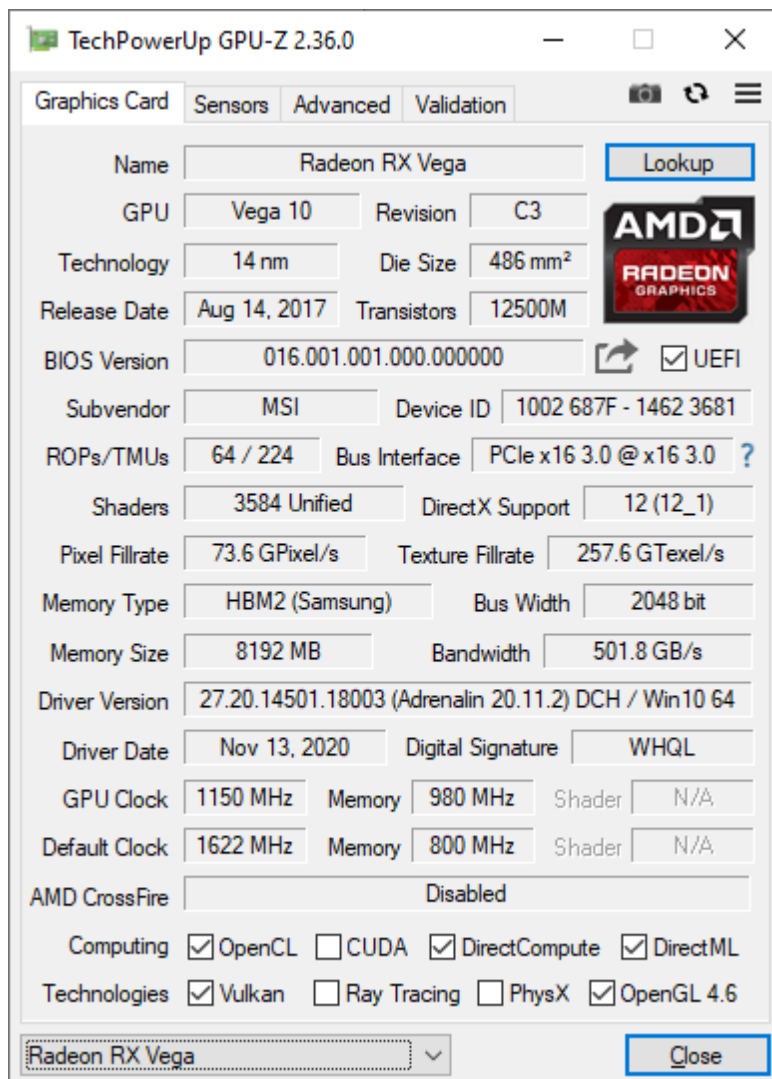 TechPowerUp GPU-Z 2.36.0
Graphics Card Sensors Advanced Validation
Name Radeon RX Vega Lookup
GPU Vega 10 Revision C3
AMD
RADEON
GRAPHICS
Technology 14 nm Die Size 486 mm²
Release Date Aug 14, 2017 Transistors 12500M
BIOS Version 016.001.001.000.000000 UEFI
Subvendor MSI Device ID 1002 687F - 1462 3681
ROPs/TMUs 64 / 224 Bus Interface PCIe x16 3.0 @ x16 3.0 ?
Shaders 3584 Unified DirectX Support 12 (12_1)
Pixel Fillrate 73.6 GPixel/s Texture Fillrate 257.6 GTexel/s
Memory Type HBM2 (Samsung) Bus Width 2048 bit
Memory Size 8192 MB Bandwidth 501.8 GB/s
Driver Version 27.20.14501.18003 (Adrenalin 20.11.2) DCH / Win10 64
Driver Date Nov 13, 2020 Digital Signature WHQL
GPU Clock 1150 MHz Memory 980 MHz Shader N/A
Default Clock 1622 MHz Memory 800 MHz Shader N/A
AMD CrossFire Disabled
Computing OpenCL CUDA DirectCompute DirectML
Technologies Vulkan Ray Tracing PhysX OpenGL 4.6
Radeon RX Vega Close